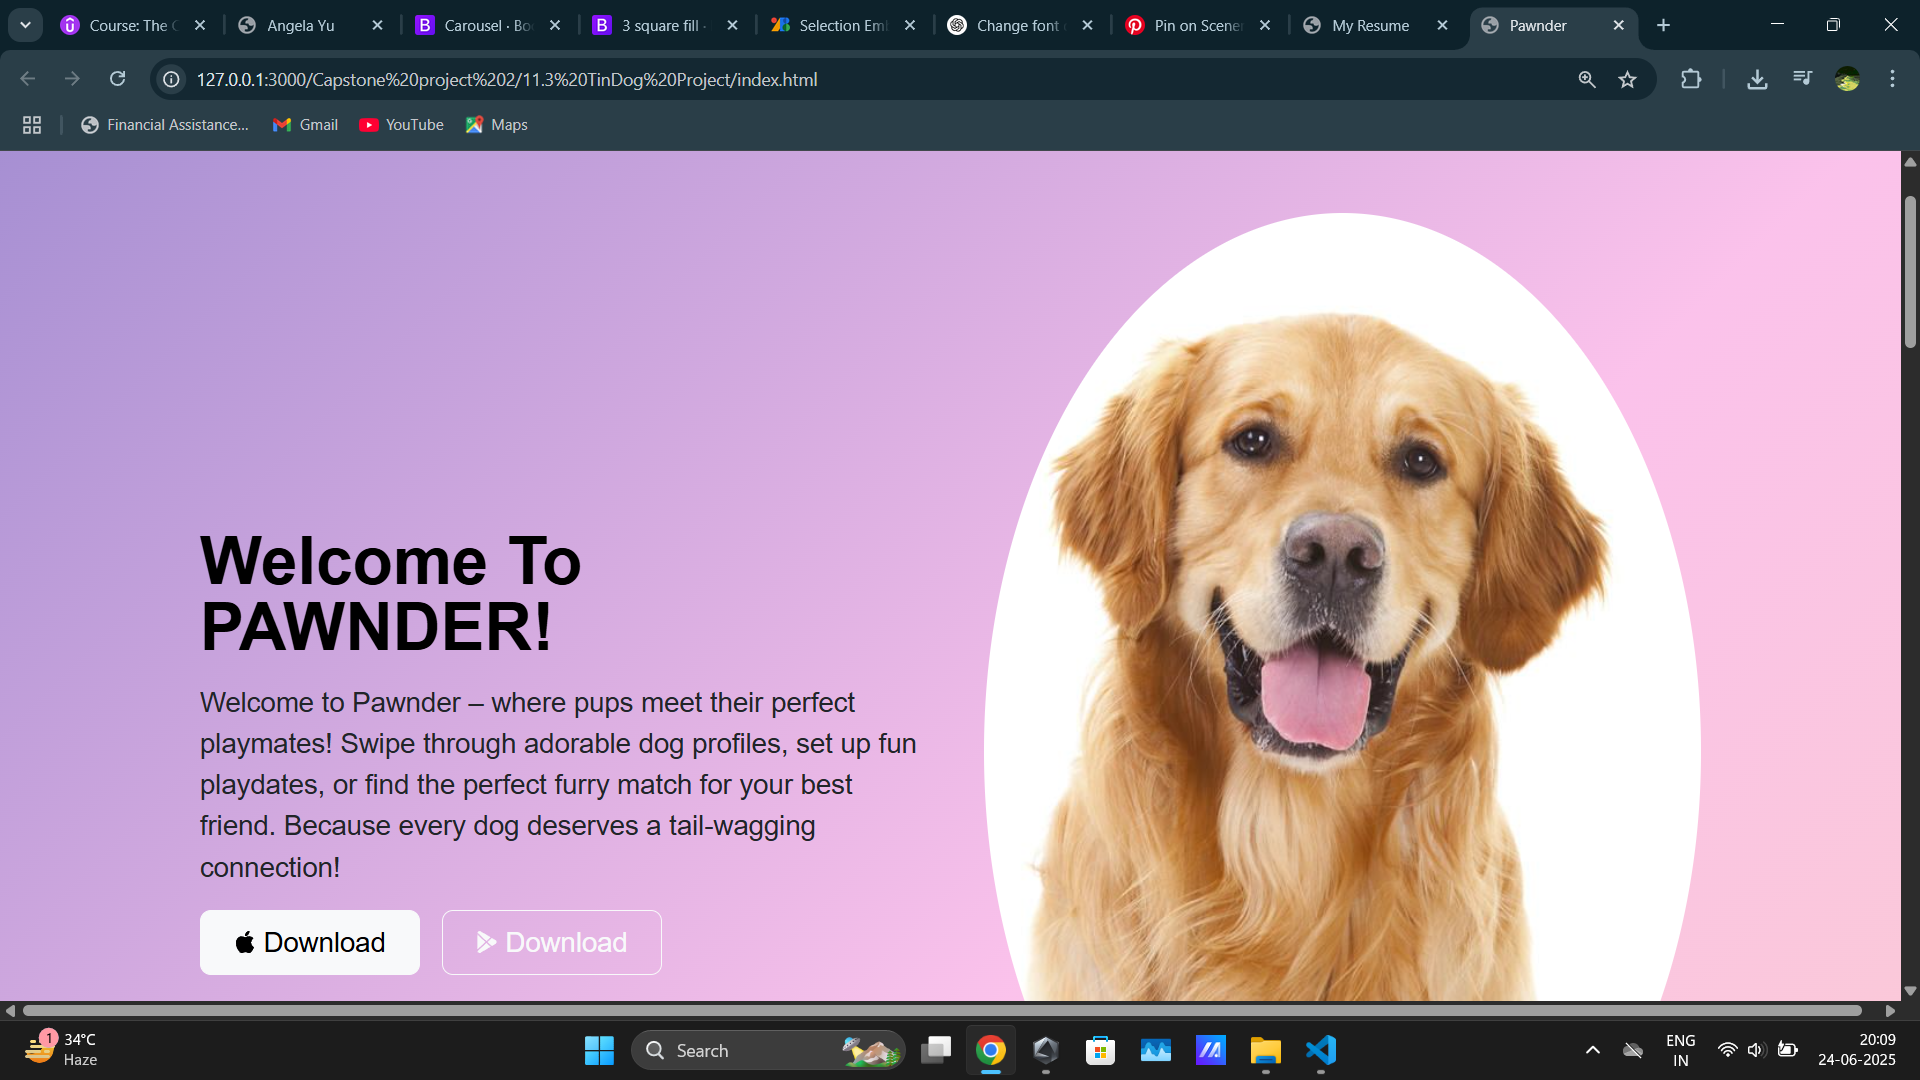 Course: The C
Angela Yu
Carousel · Boo
3 square fill ·
Selection Emi
Change font
Pin on Scener
My Resume
Pawnder
127.0.0.1:3000/Capstone%20project%202/11.3%20TinDog%20Project/index.html
Financial Assistance...
Gmail
YouTube
Maps
Welcome To
PAWNDER!
Welcome to Pawnder – where pups meet their perfect
playmates! Swipe through adorable dog profiles, set up fun
playdates, or find the perfect furry match for your best
friend. Because every dog deserves a tail-wagging
connection!
Download
Download
1
34°C
Haze
Search
ENG
IN
20:09
24-06-2025